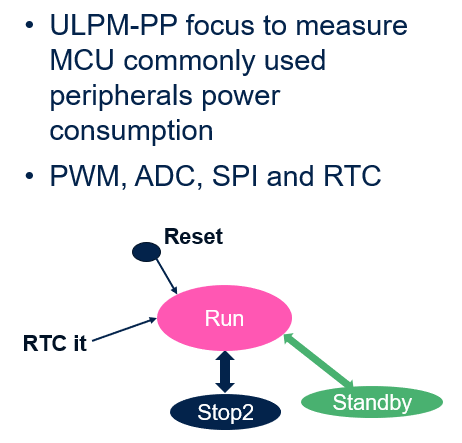 • ULPM-PP focus to measure
MCU commonly used
peripherals power
consumption
• PWM, ADC, SPI and RTC
Reset
Run
RTC it
Standby
Stop2